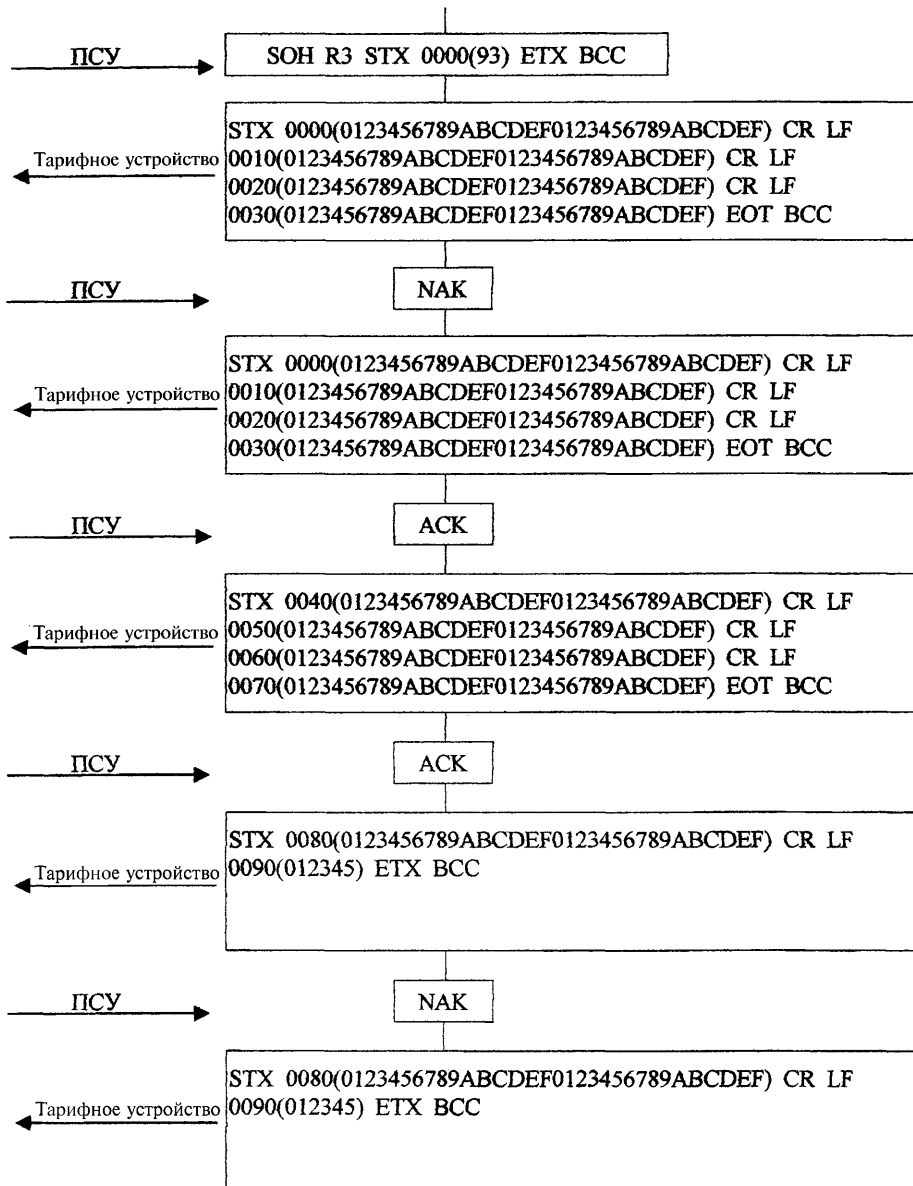 ПСУ
SOH R3 STX 0000(93) ETX BCC
STX 0000(0123456789ABCDEF0123456789ABCDEF) CR LF
Тарифное устройство
0010(0123456789ABCDEF0123456789ABCDEF) CR LF
0020(0123456789ABCDEF0123456789ABCDEF) CR LF
0030(0123456789ABCDEF0123456789ABCDEF) EOT BCC
ПСУ
NAK
STX 0000(0123456789ABCDEF0123456789ABCDEF) CR LF
Тарифное устройство
0010(0123456789ABCDEF0123456789ABCDEF) CR LF
0020(0123456789ABCDEF0123456789ABCDEF) CR LF
0030(0123456789ABCDEF0123456789ABCDEF) EOT BCC
ПСУ
ACK
STX 0040(0123456789ABCDEF0123456789ABCDEF) CR LF
Тарифное устройство
0050(0123456789ABCDEF0123456789ABCDEF) CR LF
0060(0123456789ABCDEF0123456789ABCDEF) CR LF
0070(0123456789ABCDEF0123456789ABCDEF) EOT BCC
ПСУ
ACK
STX 0080(0123456789ABCDEF0123456789ABCDEF) CR LF
Тарифное устройство
0090(012345) ETX BCC
ПСУ
NAK
STX 0080(0123456789ABCDEF0123456789ABCDEF) CR LF
Тарифное устройство
0090(012345) ETX BCC